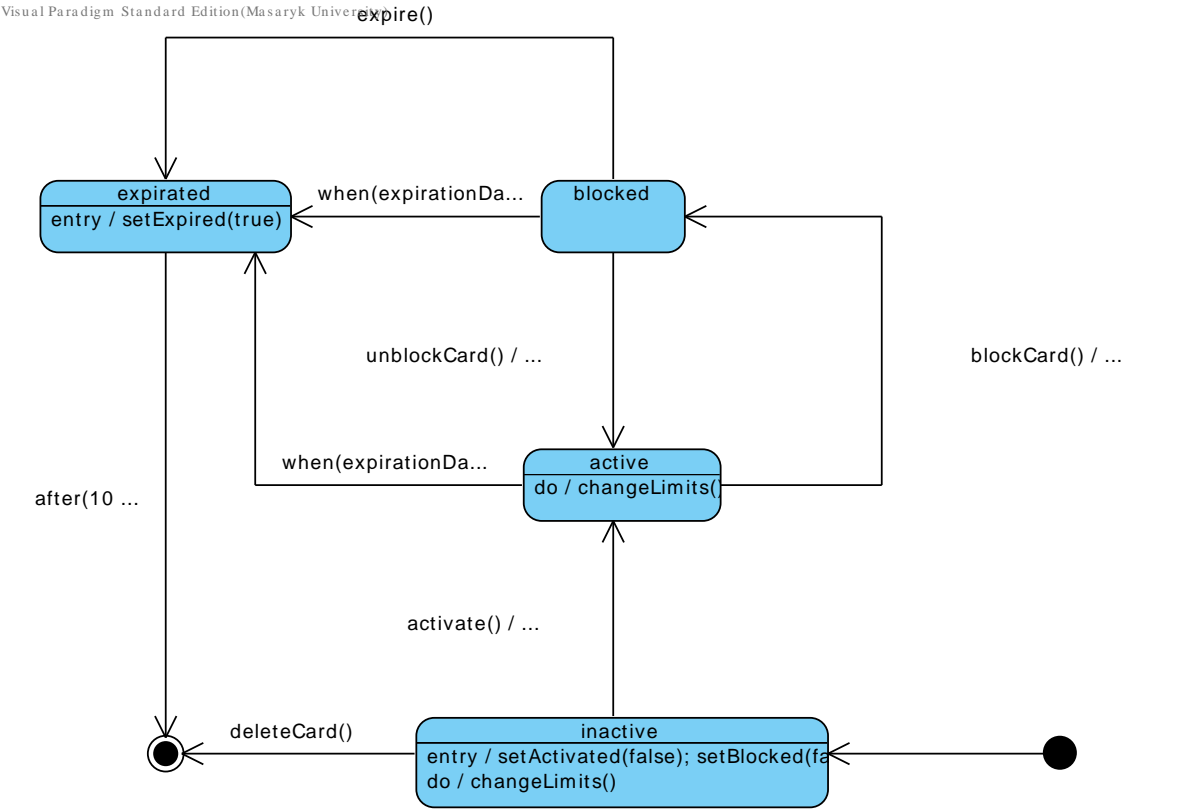 Visual Paradigm Standard Edition(Masaryk University)
expire()
expirated
entry / setExpired(true)
when(expirationDa...
blocked
unblockCard() / ...
blockCard() / ...
when(expirationDa...
active
do / changeLimits()
after(10 ...
activate() / ...
deleteCard()
inactive
entry / setActivated(false); setBlocked(fa
do / changeLimits()